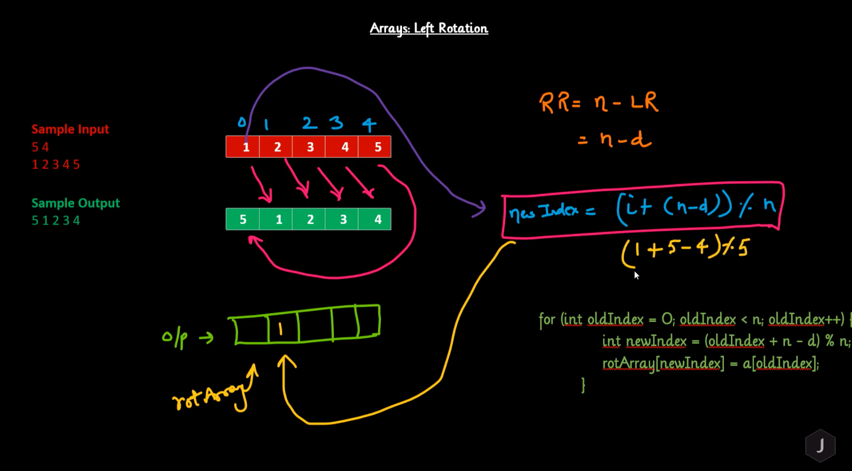 Arrays: Left Rotation
RR = n - LR
= n - d
Sample Input
5 4
1 2 3 4 5
0 1 2 3 4
1 2 3 4 5
Sample Output
5 1 2 3 4
5 1 2 3 4
new Index = (i + (n-d)) % n
(1 + 5 - 4) % 5
o/p → 1
rotArray
for (int oldIndex = 0; oldIndex < n; oldIndex++) {
int newIndex = (oldIndex + n - d) % n;
rotArray[newIndex] = a[oldIndex];
}
J